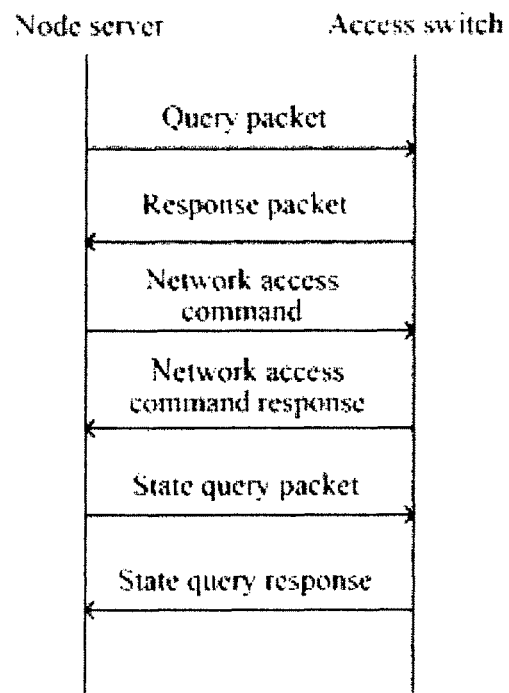 Node server
Access switch
Query packet
Response packet
Network access
command
Network access
command response
State query packet
State query response